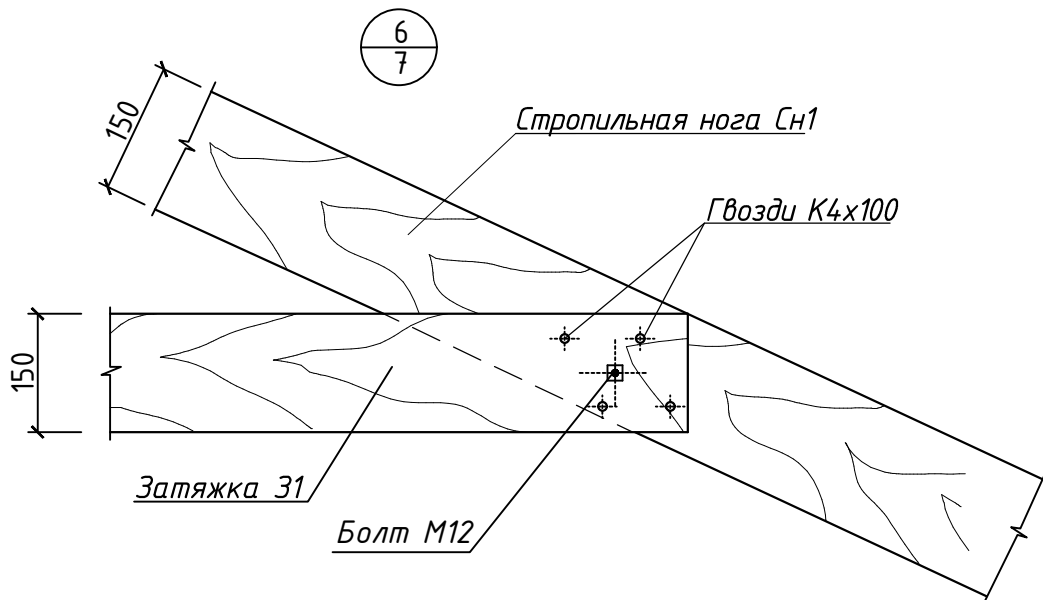 6
7
150
Стропильная нога Сн1
Гвозди К4х100
150
Затяжка З1
Болт М12